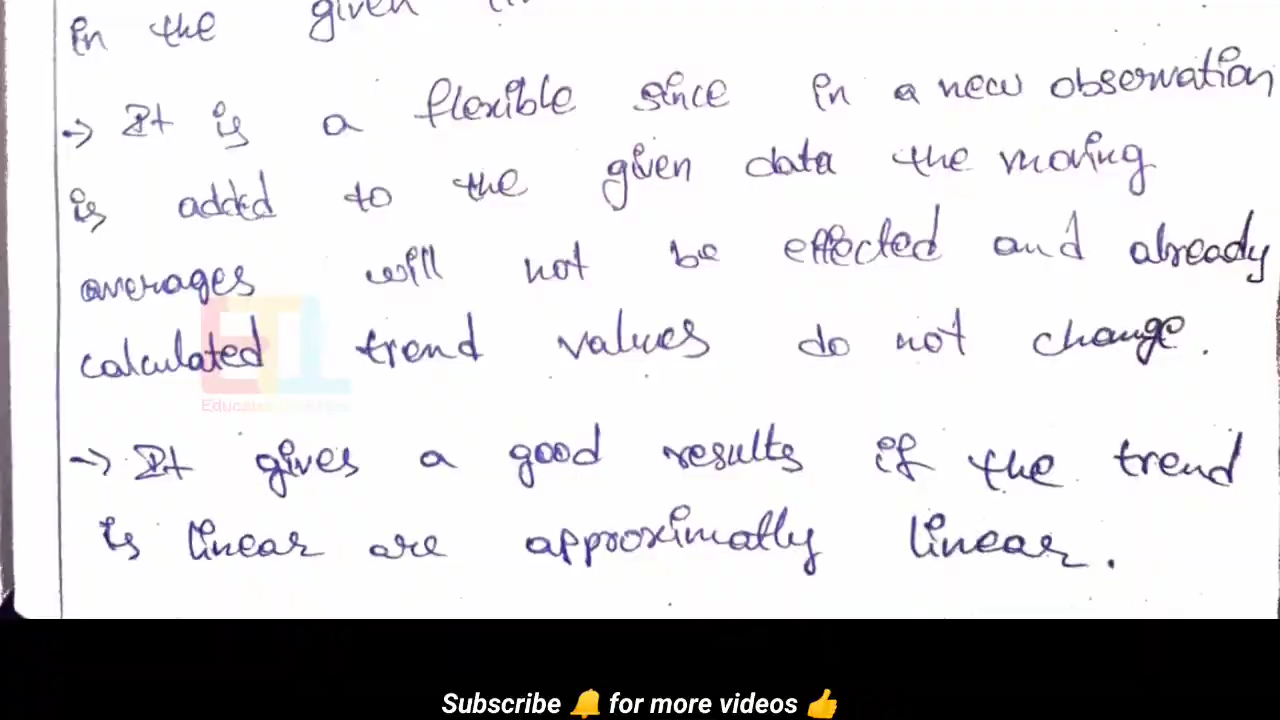 in the given
→ It is a flexible since in a new observation
is added to the given data the moving
averages will not be effected and already
calculated trend values do not change.
→ It gives a good results if the trend
is linear are approximatly linear.
Subscribe 🔔 for more videos 👍